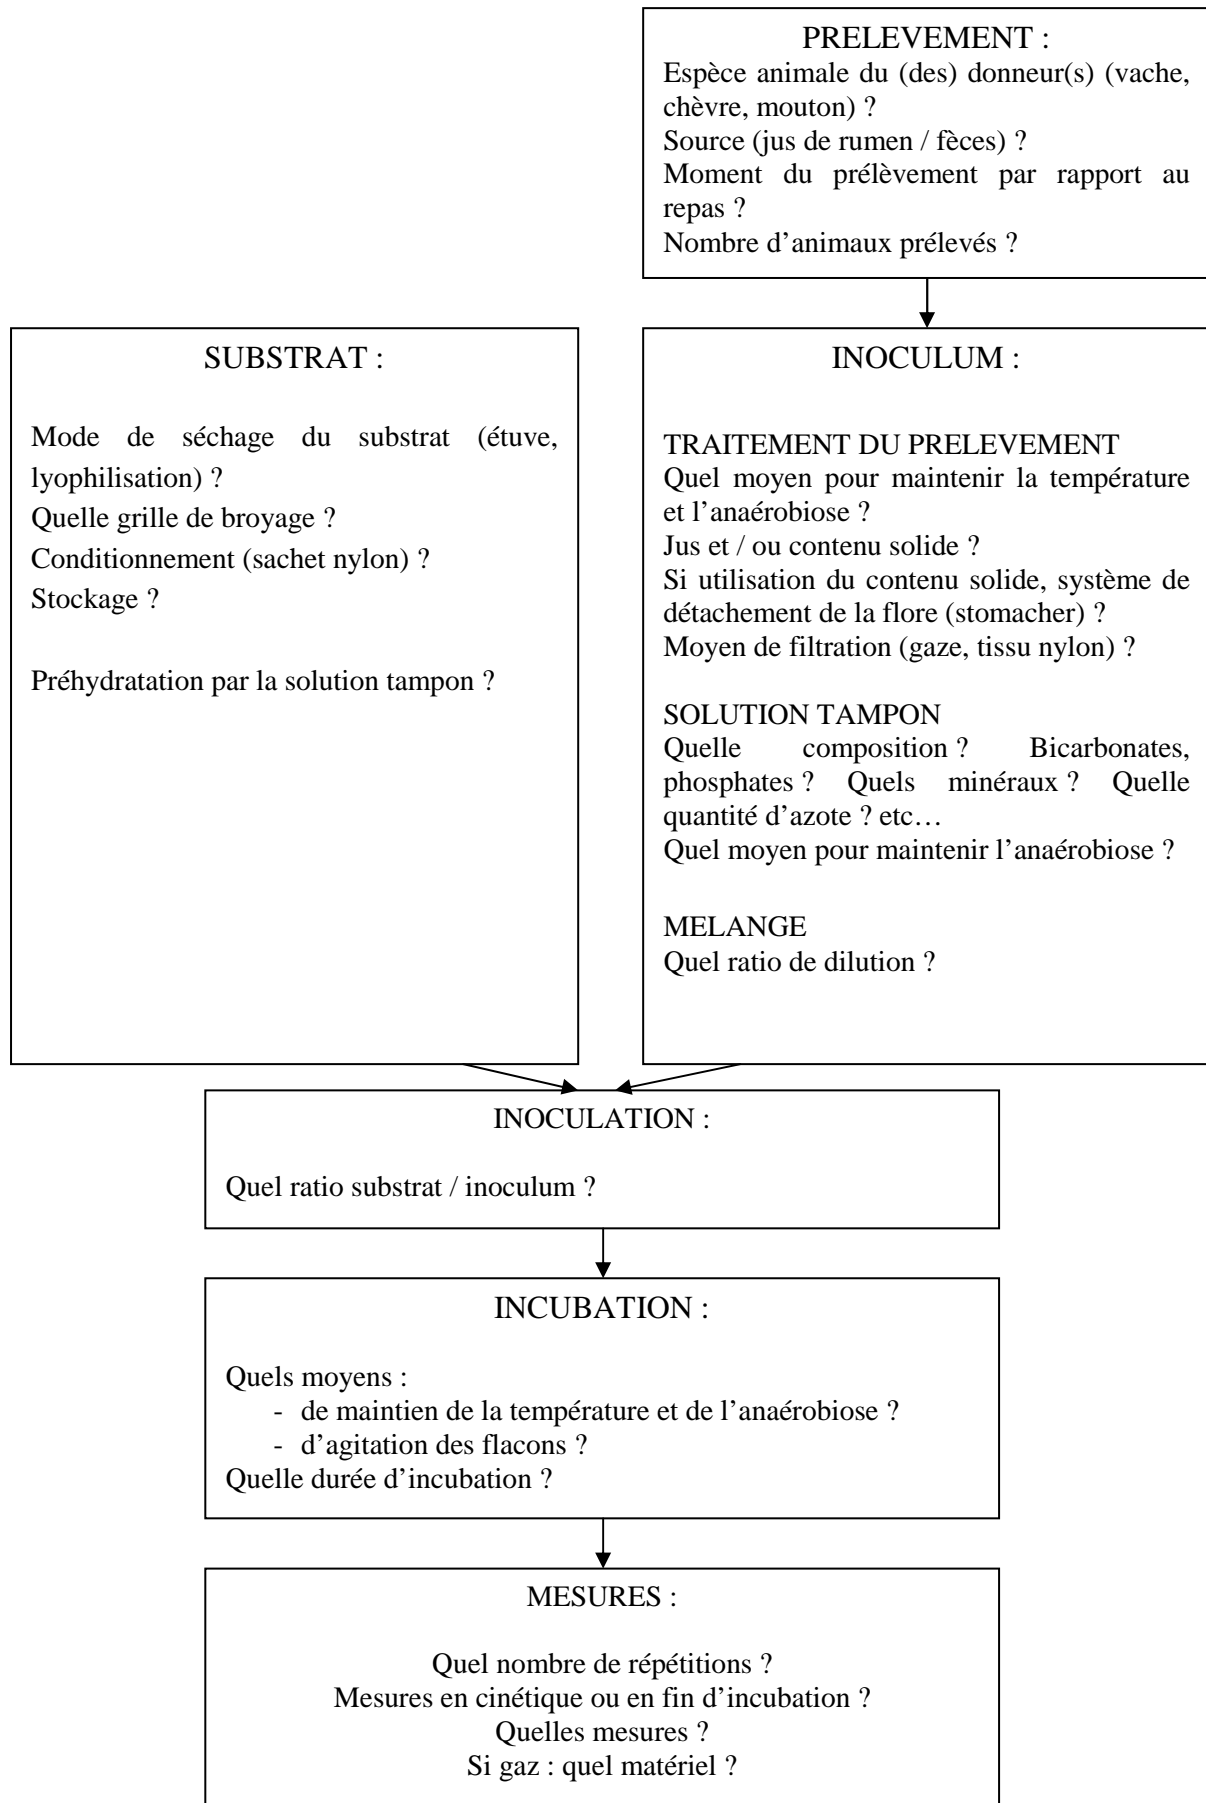 PRELEVEMENT :
Espèce animale du (des) donneur(s) (vache,
chèvre, mouton) ?
Source (jus de rumen / fèces) ?
Moment du prélèvement par rapport au
repas ?
Nombre d’animaux prélevés ?
SUBSTRAT :
Mode de séchage du substrat (étuve,
lyophilisation) ?
Quelle grille de broyage ?
Conditionnement (sachet nylon) ?
Stockage ?
Préhydratation par la solution tampon ?
INOCULUM :
TRAITEMENT DU PRELEVEMENT
Quel moyen pour maintenir la température
et l’anaérobiose ?
Jus et / ou contenu solide ?
Si utilisation du contenu solide, système de
détachement de la flore (stomacher) ?
Moyen de filtration (gaze, tissu nylon) ?
SOLUTION TAMPON
Quelle composition ? Bicarbonates,
phosphates ? Quels minéraux ? Quelle
quantité d’azote ? etc…
Quel moyen pour maintenir l’anaérobiose ?
MELANGE
Quel ratio de dilution ?
INOCULATION :
Quel ratio substrat / inoculum ?
INCUBATION :
Quels moyens :
- de maintien de la température et de l’anaérobiose ?
- d’agitation des flacons ?
Quelle durée d’incubation ?
MESURES :
Quel nombre de répétitions ?
Mesures en cinétique ou en fin d’incubation ?
Quelles mesures ?
Si gaz : quel matériel ?